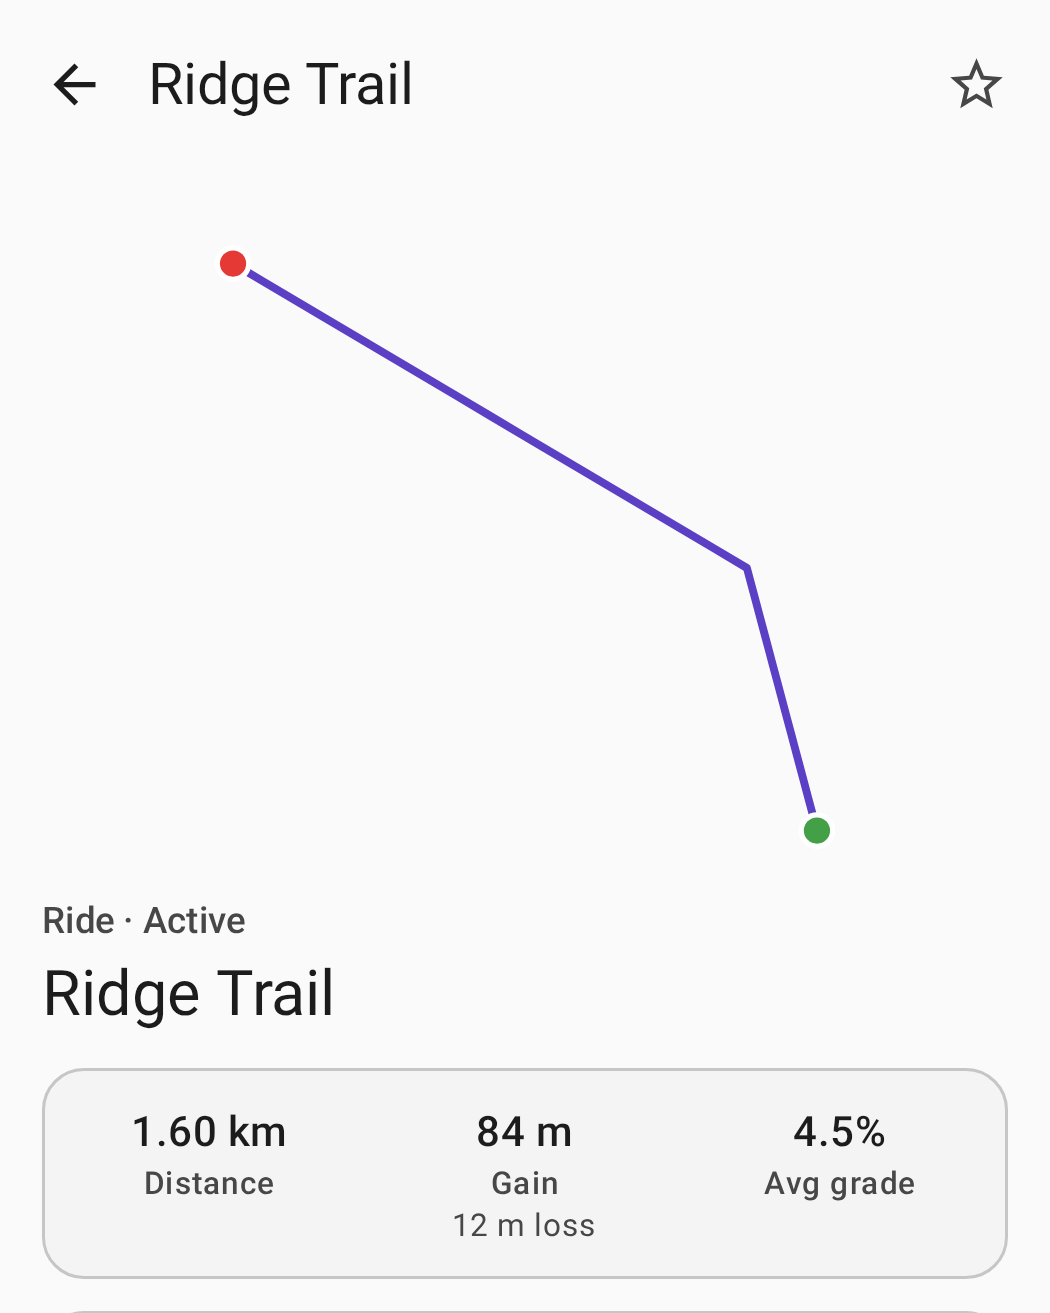 Ridge Trail
Ride · Active
Ridge Trail
1.60 km 84 m 4.5%
Distance Gain Avg grade
12 m loss